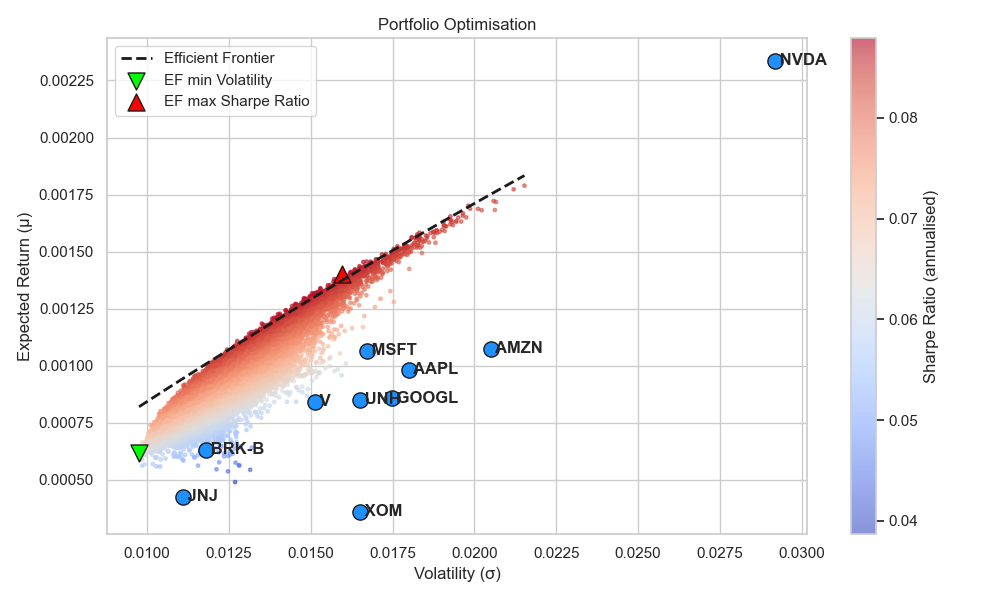 Portfolio Optimisation
Efficient Frontier
EF min Volatility
EF max Sharpe Ratio
NVDA
MSFT
AMZN
AAPL
V
UNH
GOOGL
BRK-B
JNJ
XOM
Expected Return (μ)
0.00225
0.00200
0.00175
0.00150
0.00125
0.00100
0.00075
0.00050
0.0100
0.0125
0.0150
0.0175
0.0200
0.0225
0.0250
0.0275
0.0300
Volatility (σ)
0.08
0.07
0.06
0.05
0.04
Sharpe Ratio (annualised)